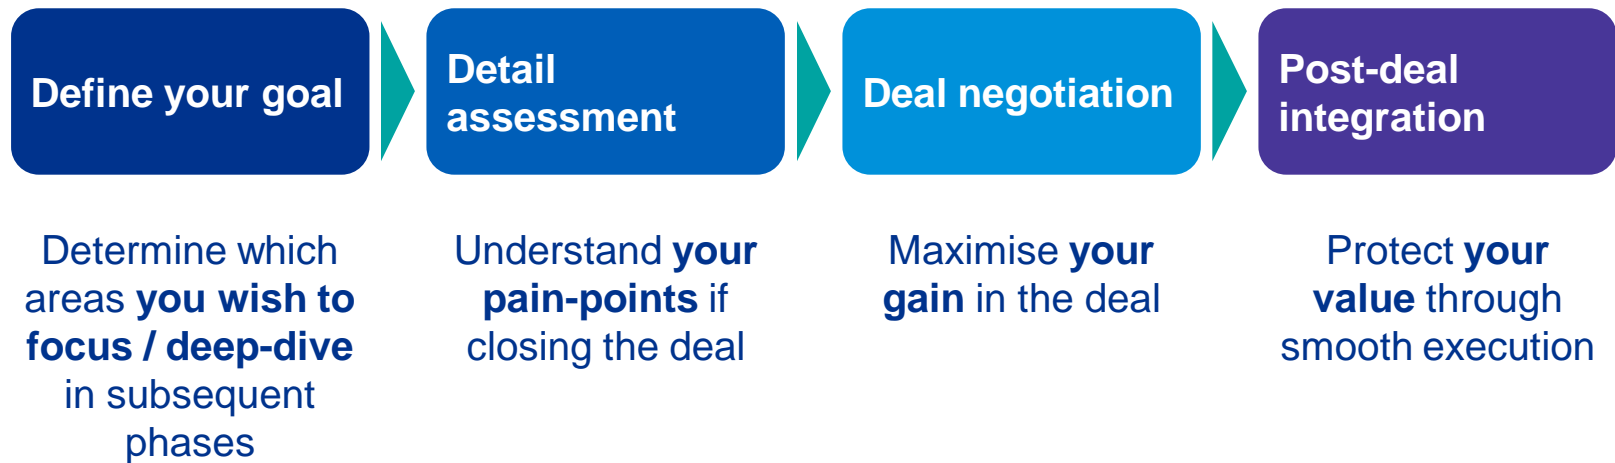 Define your goal
Detail
assessment
Deal negotiation
Post-deal
integration
Determine which
areas you wish to
focus / deep-dive
in subsequent
phases
Understand your
pain-points if
closing the deal
Maximise your
gain in the deal
Protect your
value through
smooth execution